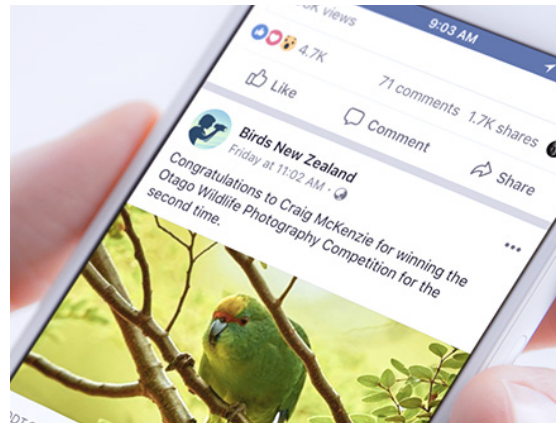 views
9:03 AM
4.7K
71 comments 1.7K shares
Like
Comment
Share
Birds New Zealand
Friday at 11:02 AM ·
Congratulations to Craig McKenzie for winning the
Otago Wildlife Photography Competition for the
second time.